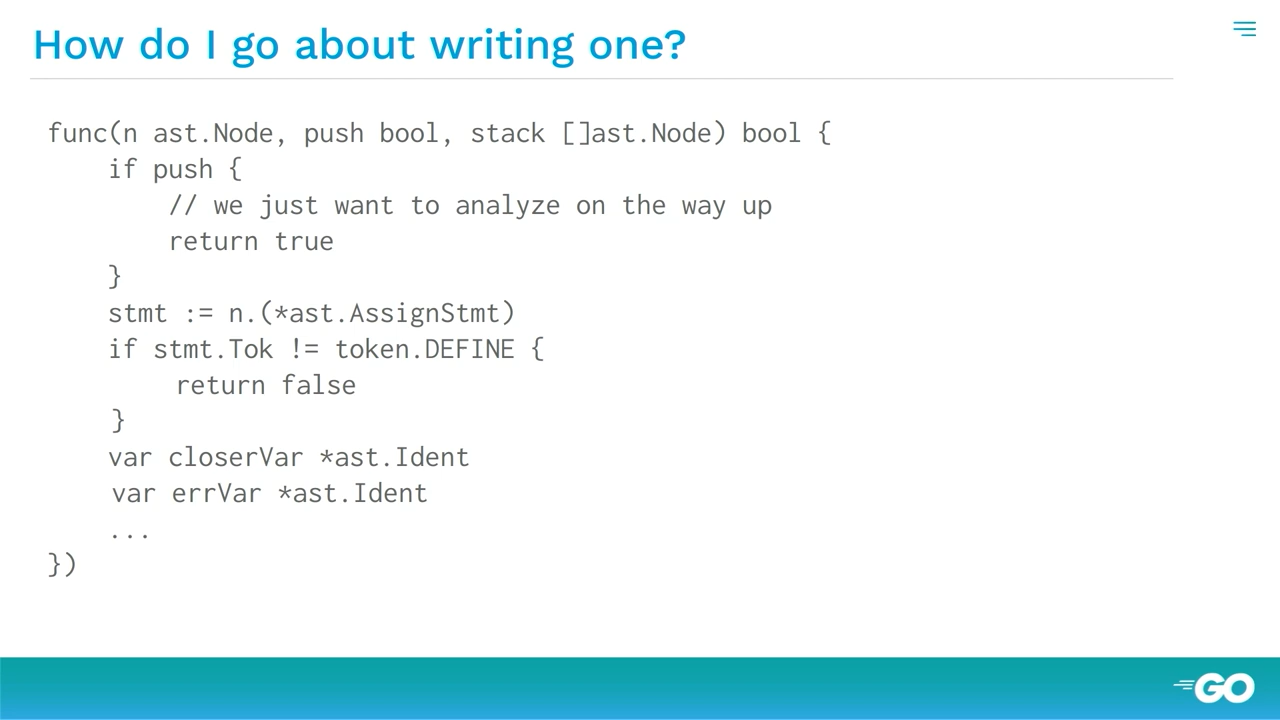 How do I go about writing one?
func(n ast.Node, push bool, stack []ast.Node) bool {
    if push {
        // we just want to analyze on the way up
        return true
    }
    stmt := n.(*ast.AssignStmt)
    if stmt.Tok != token.DEFINE {
        return false
    }
    var closerVar *ast.Ident
    var errVar *ast.Ident
    ...
})
GO